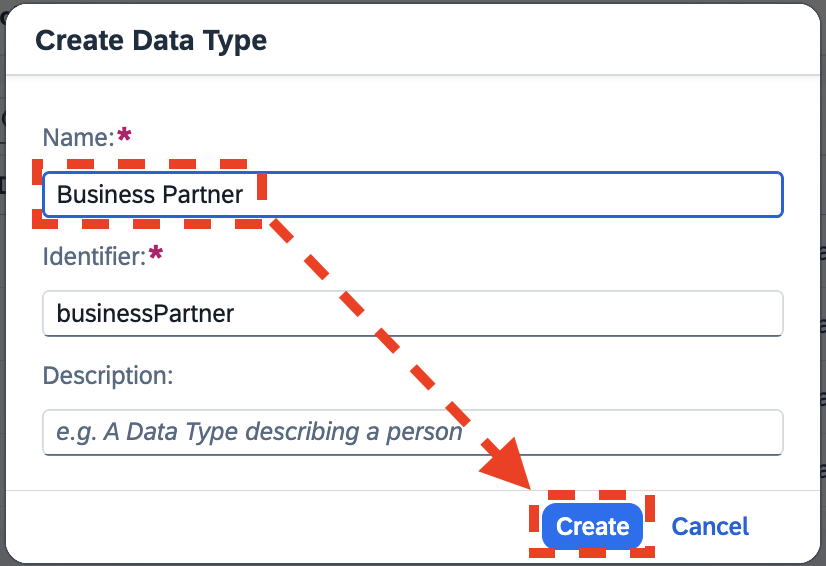 Create Data Type
Name:*
Business Partner
Identifier:*
businessPartner
Description:
e.g. A Data Type describing a person
Create Cancel